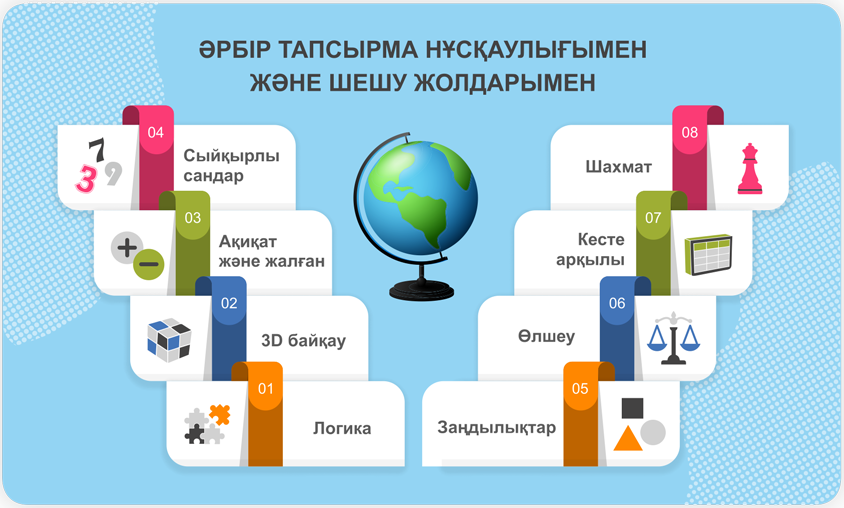 ӘРБІР ТАПСЫРМА НҰСҚАУЛЫҒЫМЕН
ЖӘНЕ ШЕШУ ЖОЛДАРЫМЕН
04
Сыйқырлы
сандар
7
3
9
03
Ақиқат
және жалған
02
3D байқау
01
Логика
08
Шахмат
07
Кесте
арқылы
06
Өлшеу
05
Заңдылықтар